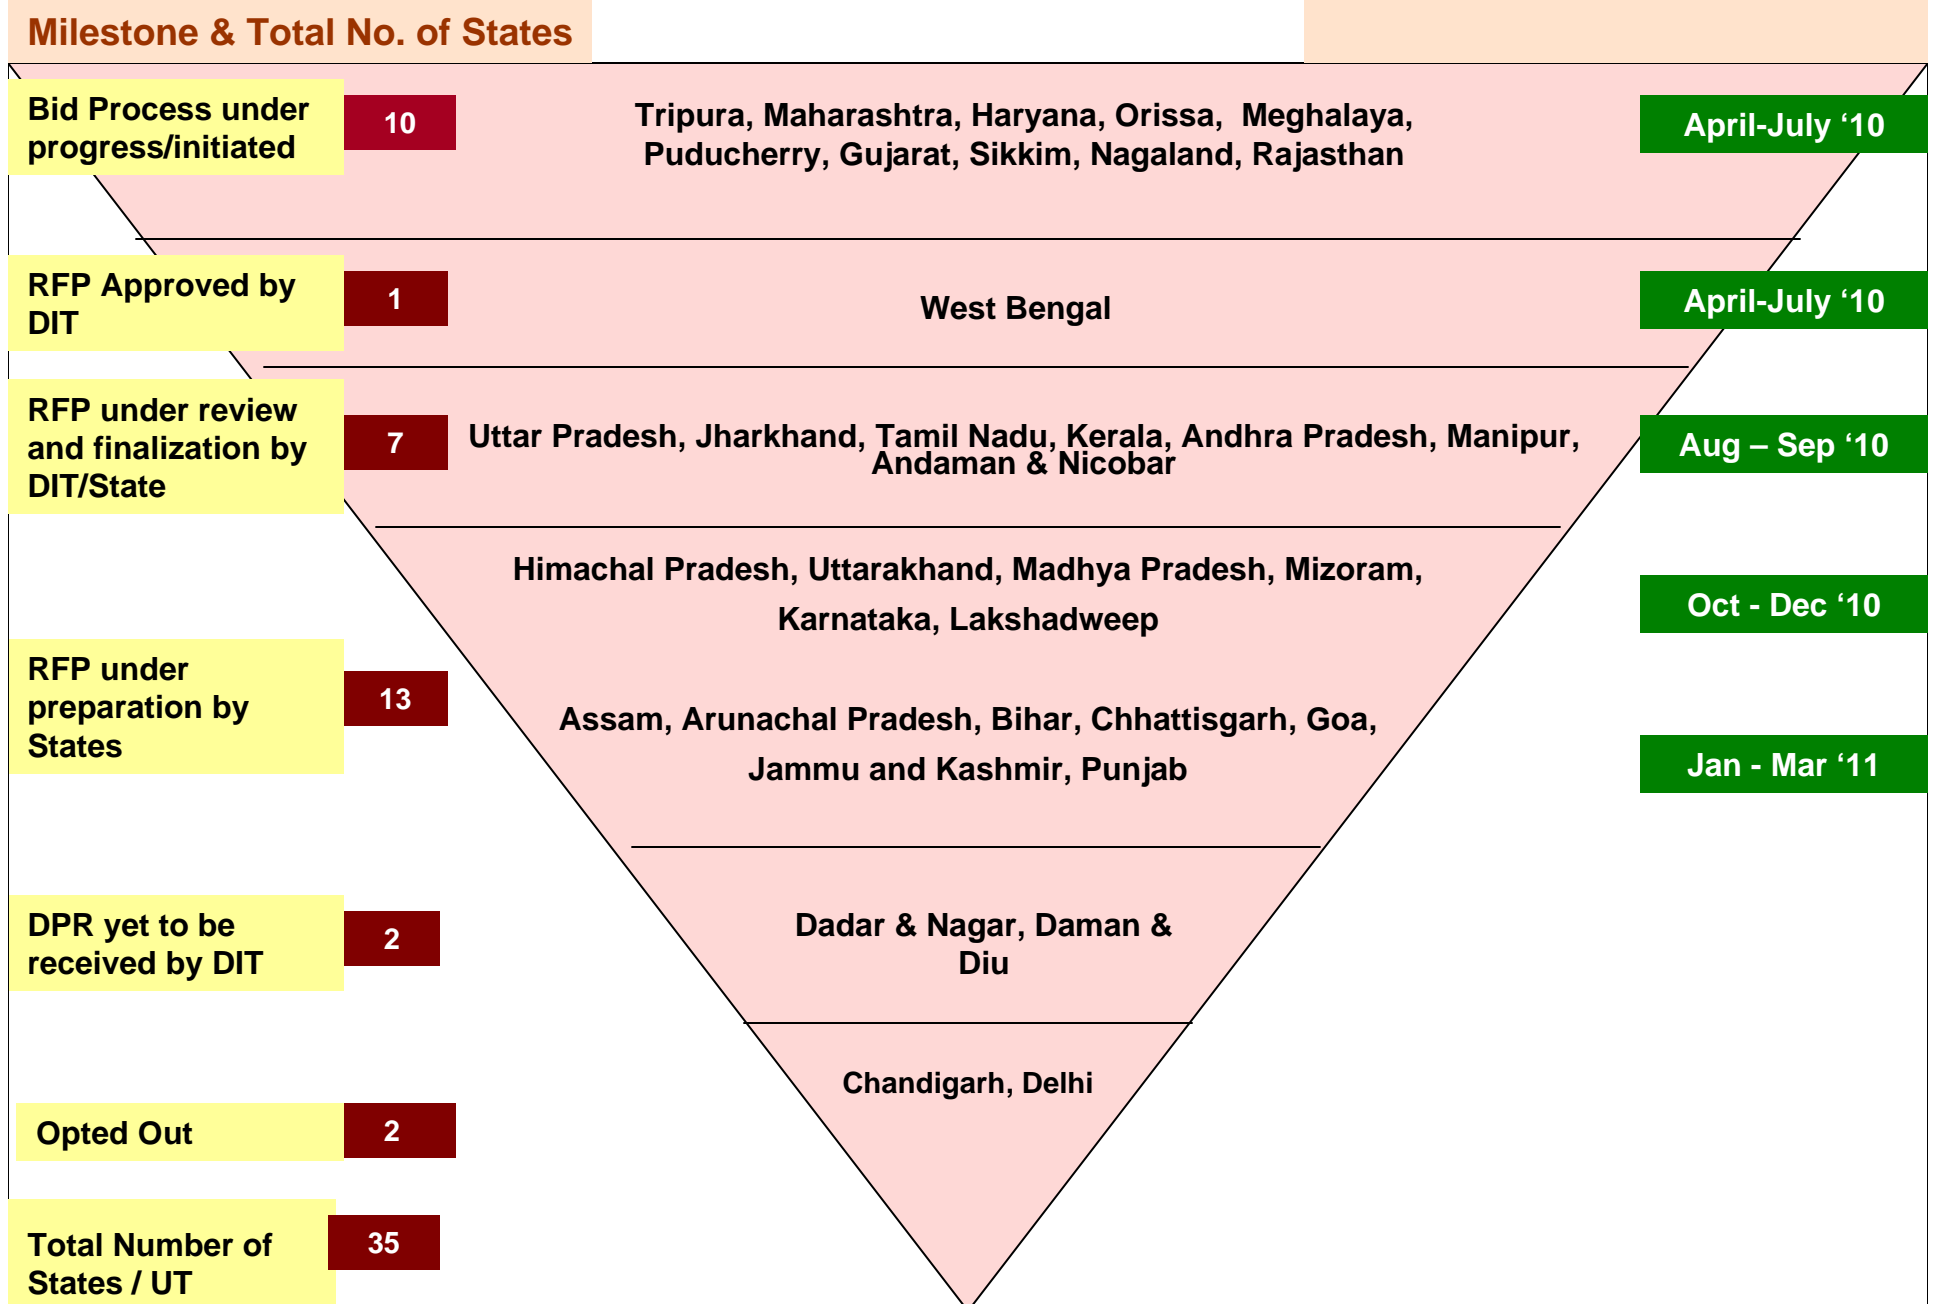 Milestone & Total No. of States
Bid Process under
progress/initiated
10
Tripura, Maharashtra, Haryana, Orissa,  Meghalaya,
Puducherry, Gujarat, Sikkim, Nagaland, Rajasthan
April-July ‘10
RFP Approved by
DIT
1
West Bengal
April-July ‘10
RFP under review
and finalization by
DIT/State
7
Uttar Pradesh, Jharkhand, Tamil Nadu, Kerala, Andhra Pradesh, Manipur,
Andaman & Nicobar
Aug – Sep ‘10
Himachal Pradesh, Uttarakhand, Madhya Pradesh, Mizoram,
Karnataka, Lakshadweep
Oct - Dec ‘10
RFP under
preparation by
States
13
Assam, Arunachal Pradesh, Bihar, Chhattisgarh, Goa,
Jammu and Kashmir, Punjab
Jan - Mar ‘11
DPR yet to be
received by DIT
2
Dadar & Nagar, Daman &
Diu
Chandigarh, Delhi
Opted Out
2
Total Number of
States / UT
35